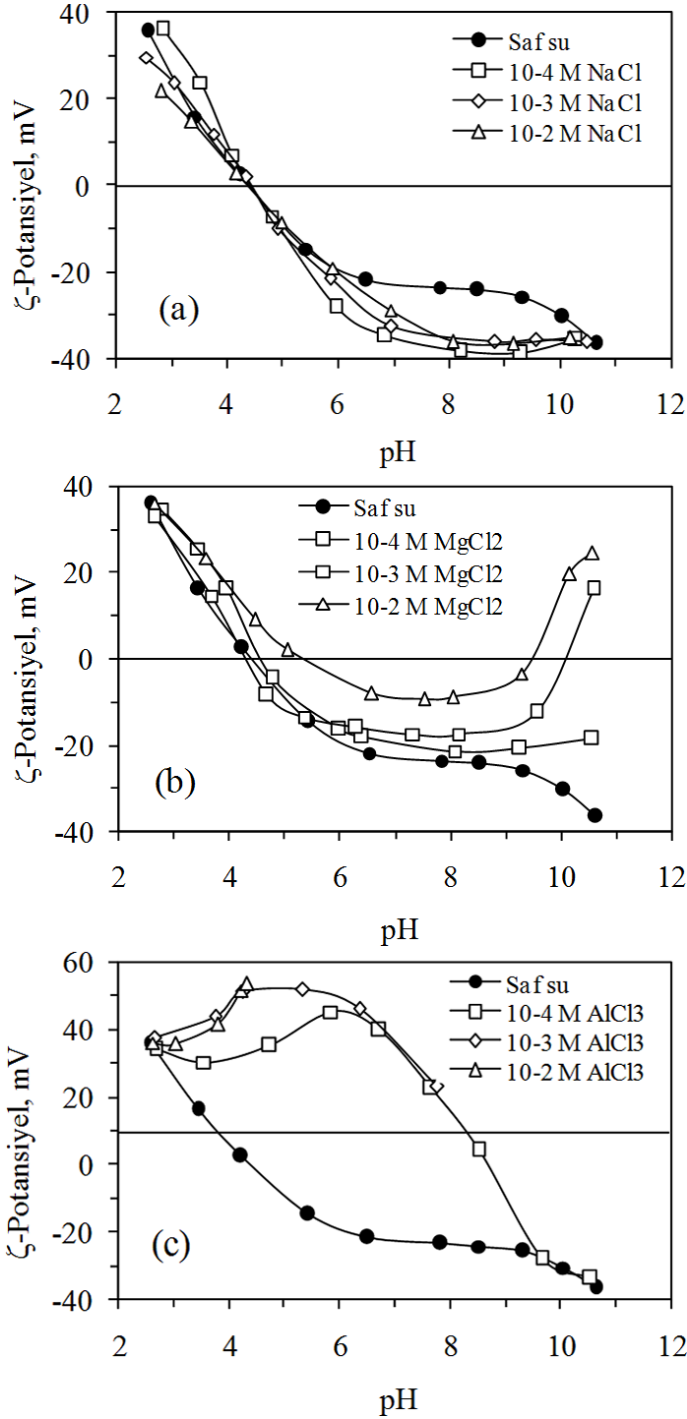 40
20
0
-20
-40
ζ-Potansiyel, mV
Saf su
10-4 M NaCl
10-3 M NaCl
10-2 M NaCl
(a)
2 4 6 8 10 12
pH
40
20
0
-20
-40
ζ-Potansiyel, mV
Saf su
10-4 M MgCl2
10-3 M MgCl2
10-2 M MgCl2
(b)
2 4 6 8 10 12
pH
60
40
20
0
-20
-40
ζ-Potansiyel, mV
Saf su
10-4 M AlCl3
10-3 M AlCl3
10-2 M AlCl3
(c)
2 4 6 8 10 12
pH